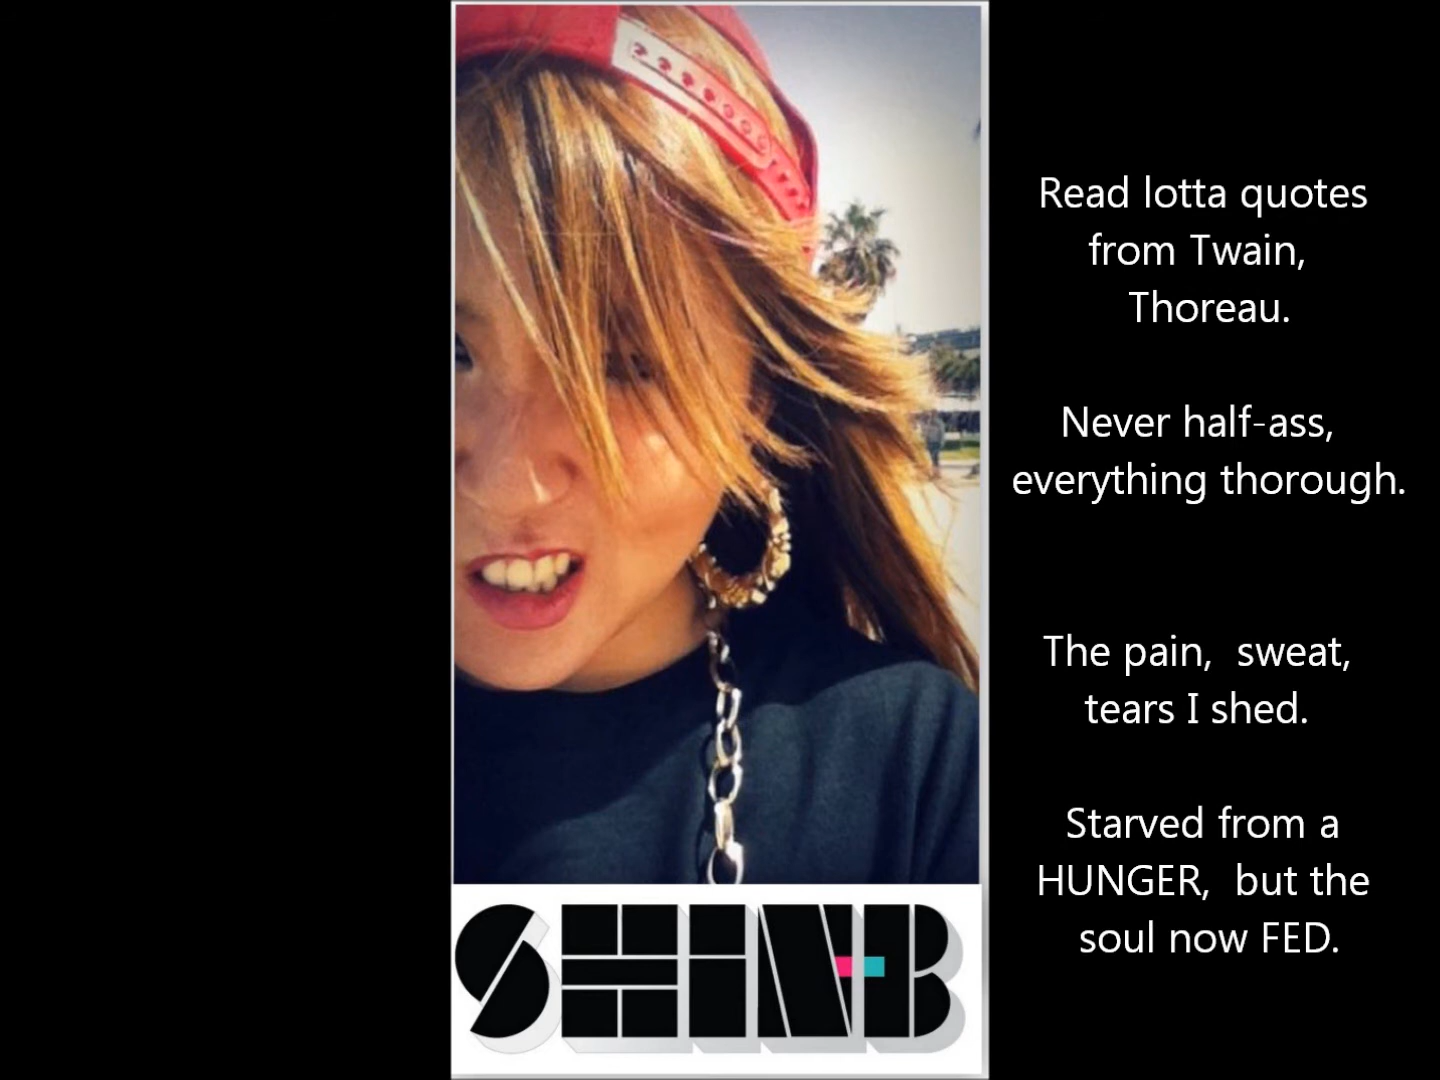 Read lotta quotes
from Twain,
Thoreau.
Never half-ass,
everything thorough.
The pain,  sweat,
tears I shed.
Starved from a
HUNGER,  but the
soul now FED.
SHIN-B